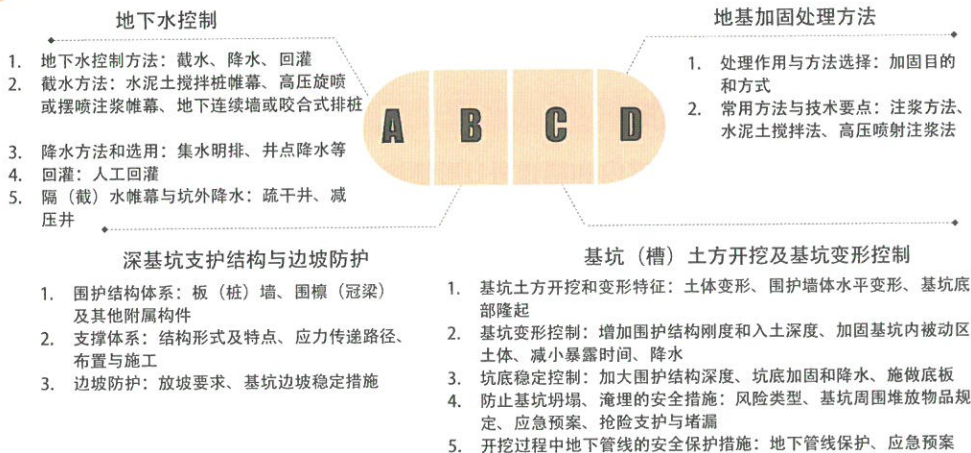 地下水控制
1. 地下水控制方法：截水、降水、回灌
2. 截水方法：水泥土搅拌桩帷幕、高压旋喷
或摆喷注浆帷幕、地下连续墙或咬合式排桩
3. 降水方法和选用：集水明排、井点降水等
4. 回灌：人工回灌
5. 隔（截）水帷幕与坑外降水：疏干井、减
压井
地基加固处理方法
1. 处理作用与方法选择：加固目的
和方式
2. 常用方法与技术要点：注浆方法、
水泥土搅拌法、高压喷射注浆法
A B C D
深基坑支护结构与边坡防护
1. 围护结构体系：板（桩）墙、围檩（冠梁）
及其他附属构件
2. 支撑体系：结构形式及特点、应力传递路径、
布置与施工
3. 边坡防护：放坡要求、基坑边坡稳定措施
基坑（槽）土方开挖及基坑变形控制
1. 基坑土方开挖和变形特征：土体变形、围护墙体水平变形、基坑底
部隆起
2. 基坑变形控制：增加围护结构刚度和入土深度、加固基坑内被动区
土体、减小暴露时间、降水
3. 坑底稳定控制：加大围护结构深度、坑底加固和降水、施做底板
4. 防止基坑坍塌、淹埋的安全措施：风险类型、基坑周围堆放物品规
定、应急预案、抢险支护与堵漏
5. 开挖过程中地下管线的安全保护措施：地下管线保护、应急预案